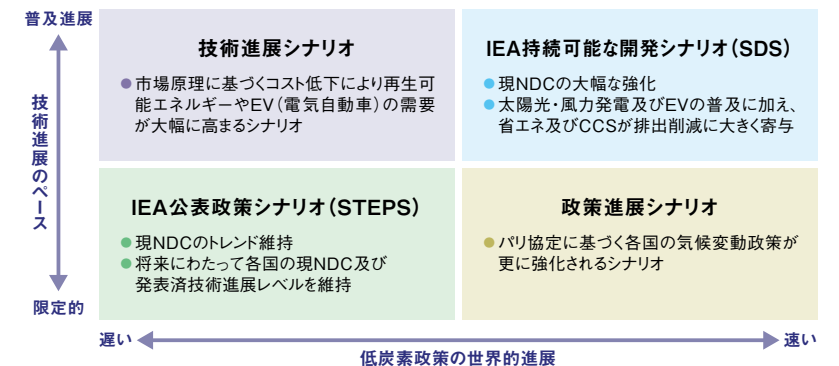 普及進展
技術進展のペース
限定的
技術進展シナリオ
●市場原理に基づくコスト低下により再生可
能エネルギーやEV(電気自動車)の需要
が大幅に高まるシナリオ
IEA持続可能な開発シナリオ(SDS)
●現NDCの大幅な強化
●太陽光・風力発電及びEVの普及に加え、
省エネ及びCCSが排出削減に大きく寄与
IEA公表政策シナリオ(STEPS)
●現NDCのトレンド維持
●将来にわたって各国の現NDC及び
発表済技術進展レベルを維持
政策進展シナリオ
●パリ協定に基づく各国の気候変動政策が
更に強化されるシナリオ
遅い
速い
低炭素政策の世界的進展